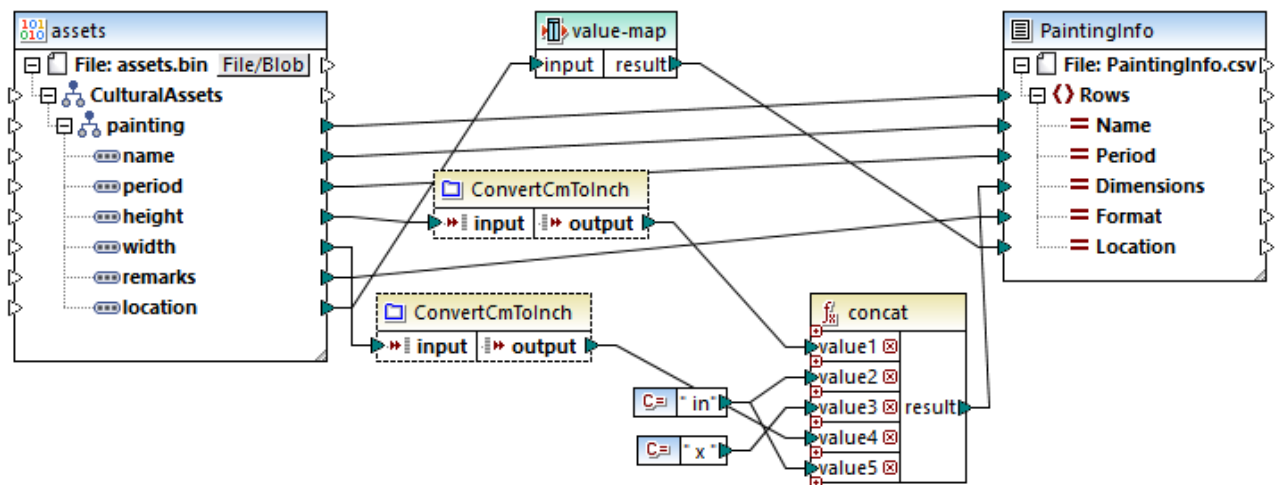 assets
File: assets.bin File/Blob
CulturalAssets
painting
name
period
height
width
remarks
location
value-map
input result
ConvertCmToInch
input output
ConvertCmToInch
input output
C= " in"
C= " x "
concat
value1
value2
value3
value4
value5
result
PaintingInfo
File: PaintingInfo.csv
Rows
Name
Period
Dimensions
Format
Location